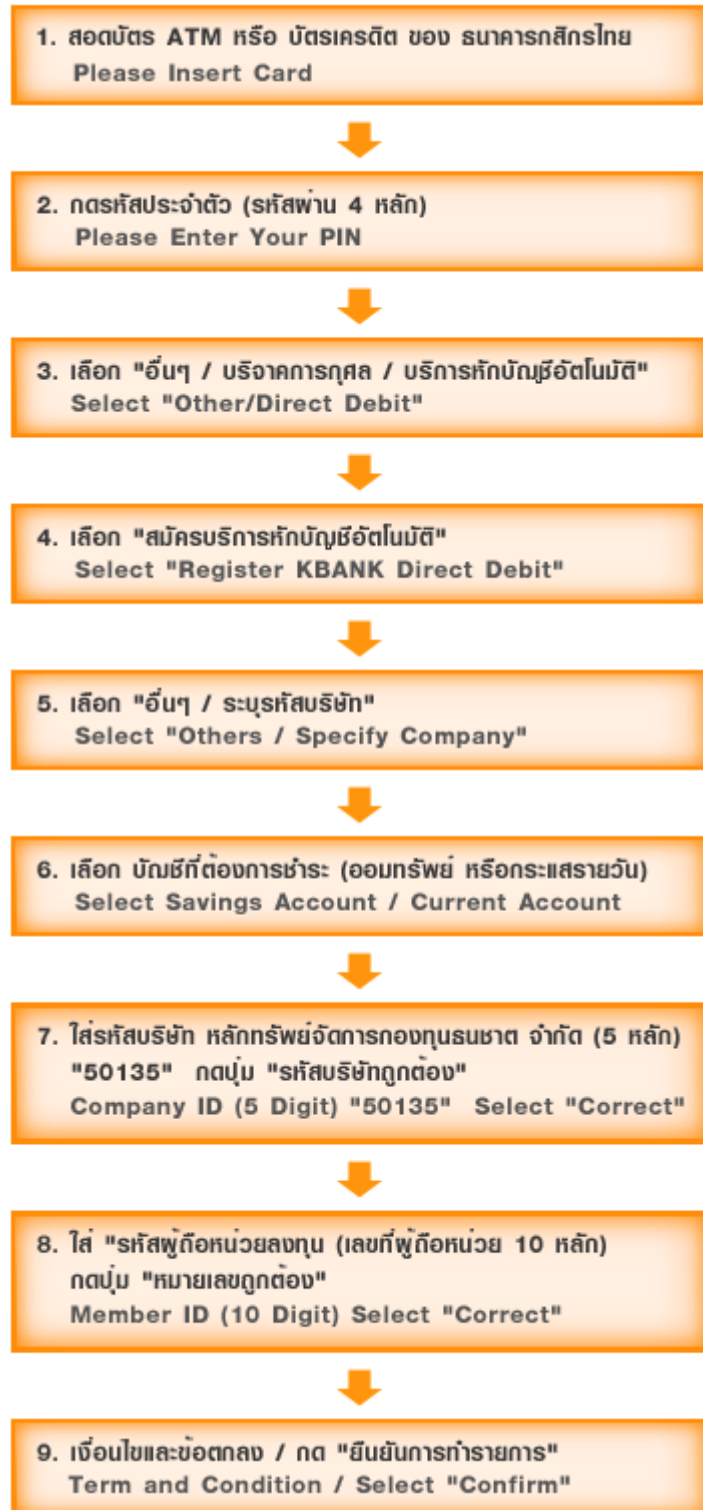 1. สอดบัตร ATM หรือ บัตรเครดิต ของ ธนาคารกสิกรไทย
Please Insert Card
2. กดรหัสประจำตัว (รหัสผ่าน 4 หลัก)
Please Enter Your PIN
3. เลือก "อื่นๆ / บริจาคการกุศล / บริการหักบัญชีอัตโนมัติ"
Select "Other/Direct Debit"
4. เลือก "สมัครบริการหักบัญชีอัตโนมัติ"
Select "Register KBANK Direct Debit"
5. เลือก "อื่นๆ / ระบุรหัสบริษัท"
Select "Others / Specify Company"
6. เลือก บัญชีที่ต้องการชำระ (ออมทรัพย์ หรือกระแสรายวัน)
Select Savings Account / Current Account
7. ใส่รหัสบริษัท หลักทรัพย์จัดการกองทุนธนชาต จำกัด (5 หลัก)
"50135" กดปุ่ม "รหัสบริษัทถูกต้อง"
Company ID (5 Digit) "50135" Select "Correct"
8. ใส่ "รหัสผู้ถือหน่วยลงทุน (เลขที่ผู้ถือหน่วย 10 หลัก)
กดปุ่ม "หมายเลขถูกต้อง"
Member ID (10 Digit) Select "Correct"
9. เงื่อนไขและข้อตกลง / กด "ยืนยันการทำรายการ"
Term and Condition / Select "Confirm"